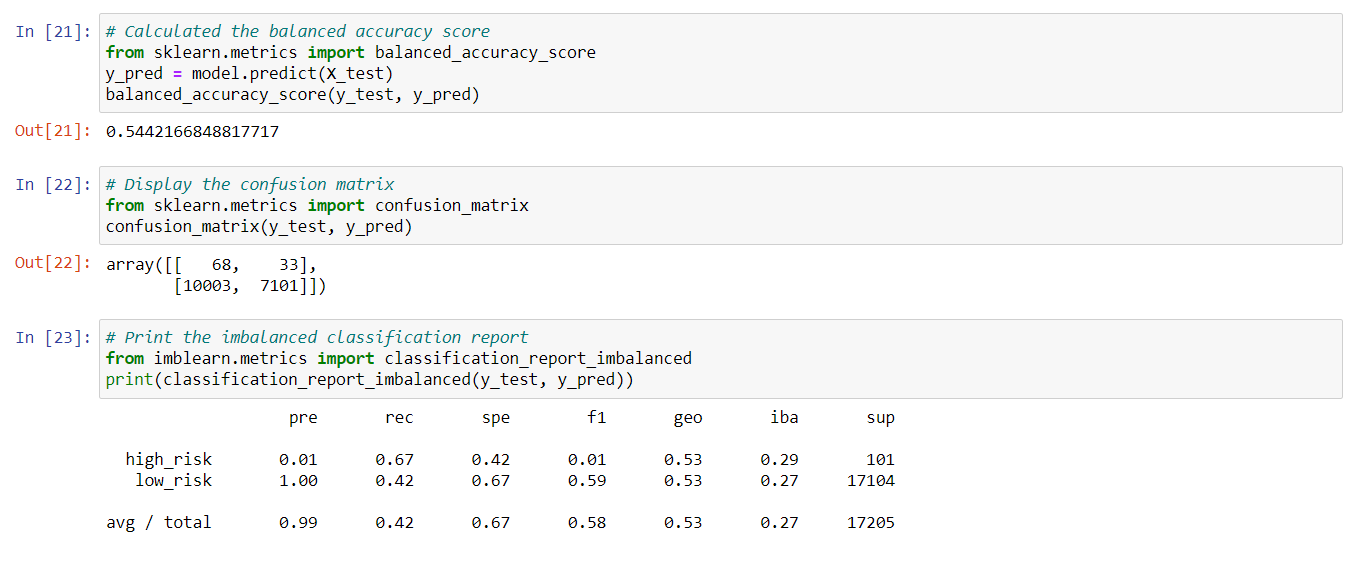 In [21]: # Calculated the balanced accuracy score
from sklearn.metrics import balanced_accuracy_score
y_pred = model.predict(X_test)
balanced_accuracy_score(y_test, y_pred)
Out[21]: 0.5442166848817717
In [22]: # Display the confusion matrix
from sklearn.metrics import confusion_matrix
confusion_matrix(y_test, y_pred)
Out[22]: array([[   68,    33],
       [10003,  7101]])
In [23]: # Print the imbalanced classification report
from imblearn.metrics import classification_report_imbalanced
print(classification_report_imbalanced(y_test, y_pred))
pre rec spe f1 geo iba sup
high_risk 0.01 0.67 0.42 0.01 0.53 0.29 101
low_risk 1.00 0.42 0.67 0.59 0.53 0.27 17104
avg / total 0.99 0.42 0.67 0.58 0.53 0.27 17205